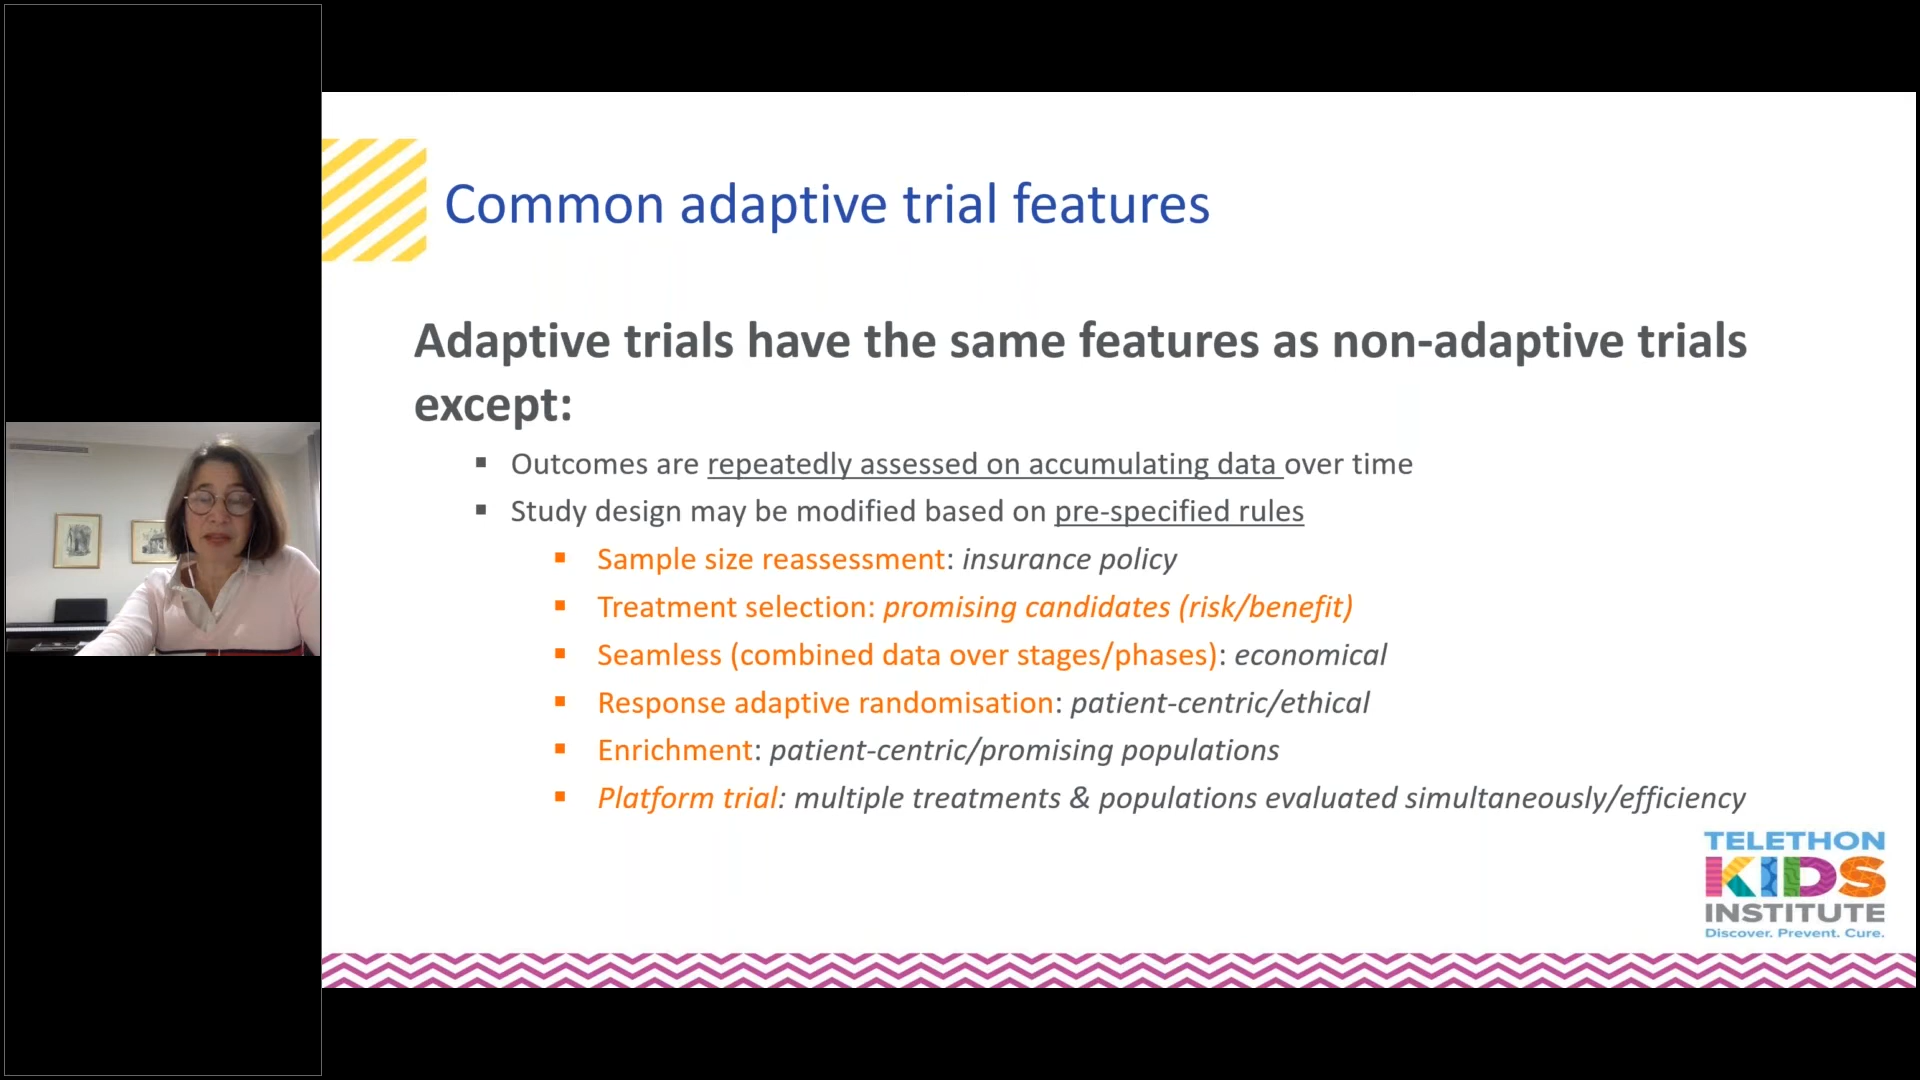 Common adaptive trial features
Adaptive trials have the same features as non-adaptive trials
except:
▪ Outcomes are repeatedly assessed on accumulating data over time
▪ Study design may be modified based on pre-specified rules
▪ Sample size reassessment: insurance policy
▪ Treatment selection: promising candidates (risk/benefit)
▪ Seamless (combined data over stages/phases): economical
▪ Response adaptive randomisation: patient-centric/ethical
▪ Enrichment: patient-centric/promising populations
▪ Platform trial: multiple treatments & populations evaluated simultaneously/efficiency
TELETHON
KIDS
INSTITUTE
Discover. Prevent. Cure.